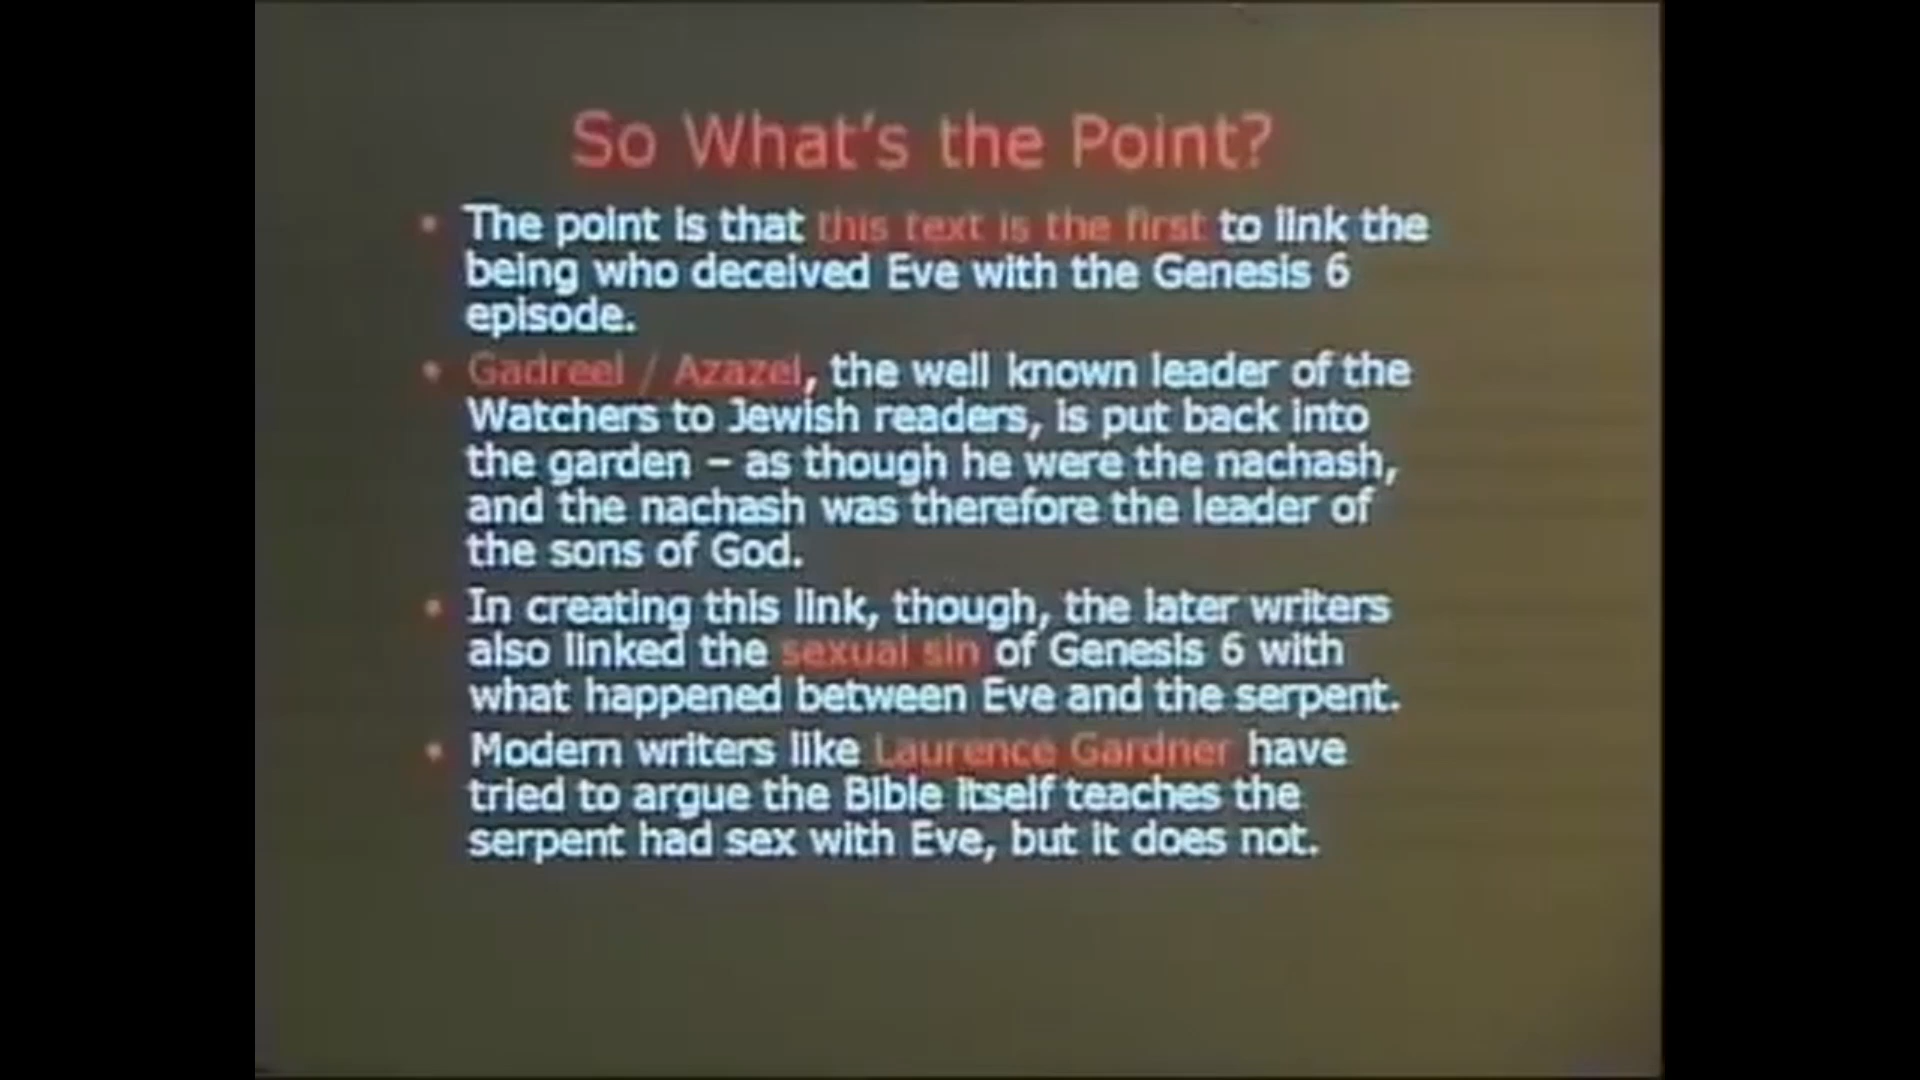 So What's the Point?
• The point is that this text is the first to link the
being who deceived Eve with the Genesis 6
episode.
• Gadreel / Azazel, the well known leader of the
Watchers to Jewish readers, is put back into
the garden – as though he were the nachash,
and the nachash was therefore the leader of
the sons of God.
• In creating this link, though, the later writers
also linked the sexual sin of Genesis 6 with
what happened between Eve and the serpent.
• Modern writers like Laurence Gardner have
tried to argue the Bible itself teaches the
serpent had sex with Eve, but it does not.